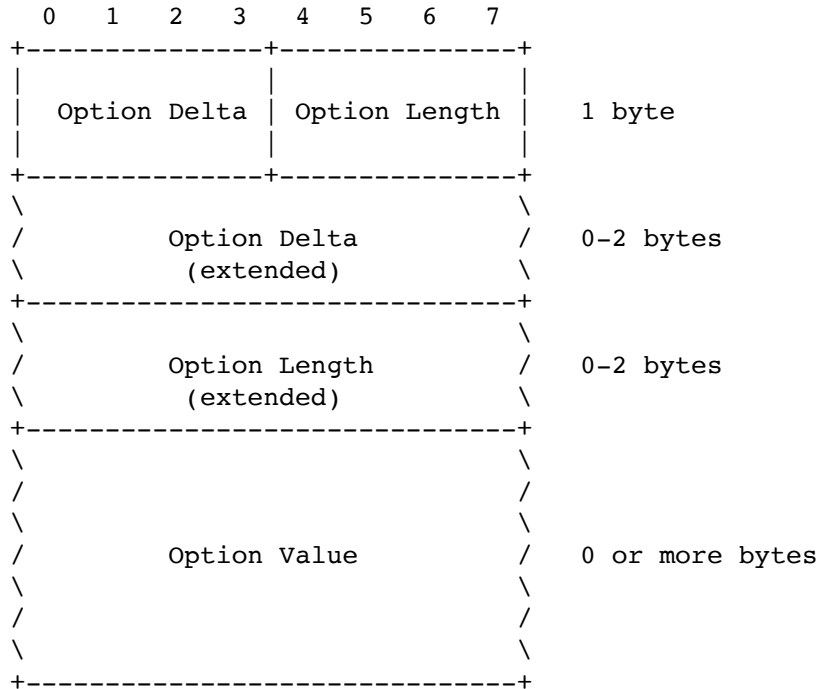 0 1 2 3 4 5 6 7
Option Delta Option Length 1 byte
Option Delta 0-2 bytes
(extended)
Option Length 0-2 bytes
(extended)
Option Value 0 or more bytes